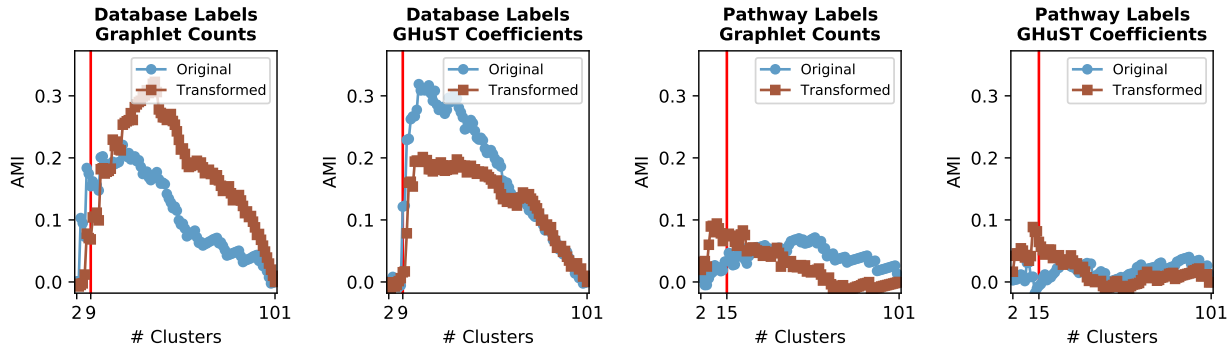 Database Labels
Graphlet Counts
Original
Transformed
0.3
0.2
0.1
0.0
AMI
2 9 101
# Clusters
Database Labels
GHuST Coefficients
Original
Transformed
0.3
0.2
0.1
0.0
AMI
2 9 101
# Clusters
Pathway Labels
Graphlet Counts
Original
Transformed
0.3
0.2
0.1
0.0
AMI
2 15 101
# Clusters
Pathway Labels
GHuST Coefficients
Original
Transformed
0.3
0.2
0.1
0.0
AMI
2 15 101
# Clusters